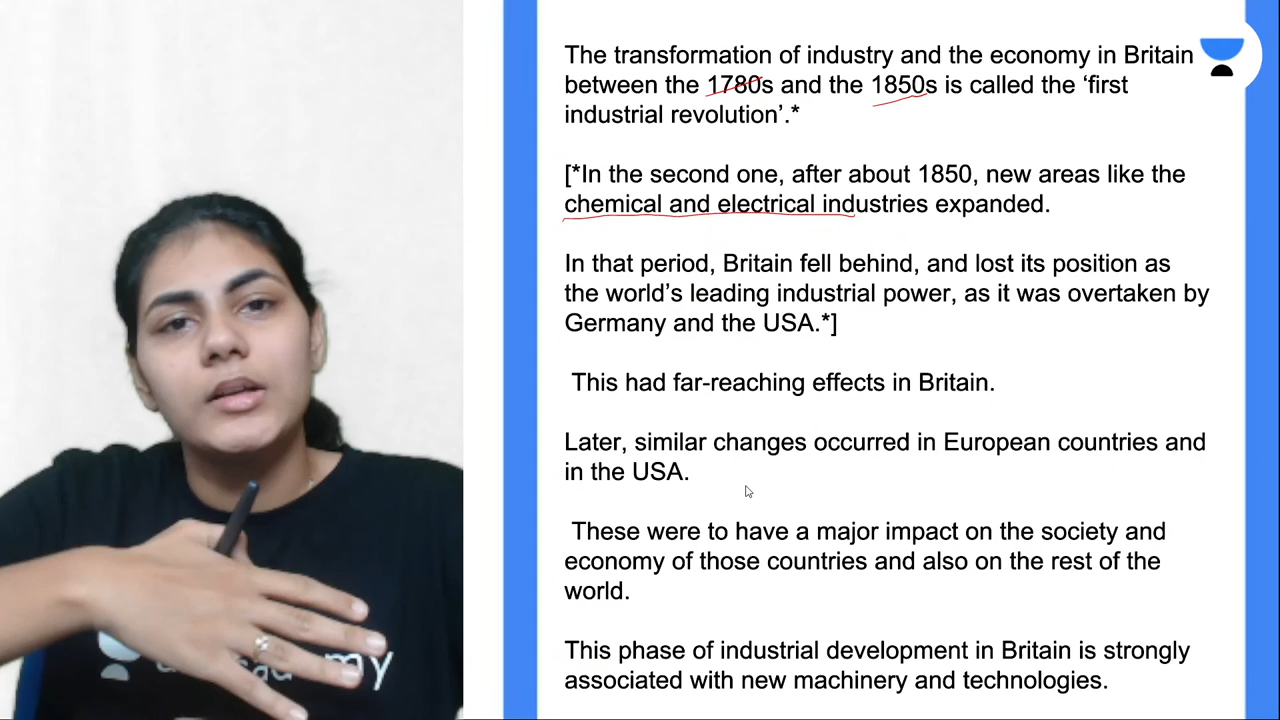 The transformation of industry and the economy in Britain
between the 1780s and the 1850s is called the ‘first
industrial revolution’.*
[*In the second one, after about 1850, new areas like the
chemical and electrical industries expanded.
In that period, Britain fell behind, and lost its position as
the world’s leading industrial power, as it was overtaken by
Germany and the USA.*]
This had far-reaching effects in Britain.
Later, similar changes occurred in European countries and
in the USA.
These were to have a major impact on the society and
economy of those countries and also on the rest of the
world.
This phase of industrial development in Britain is strongly
associated with new machinery and technologies.